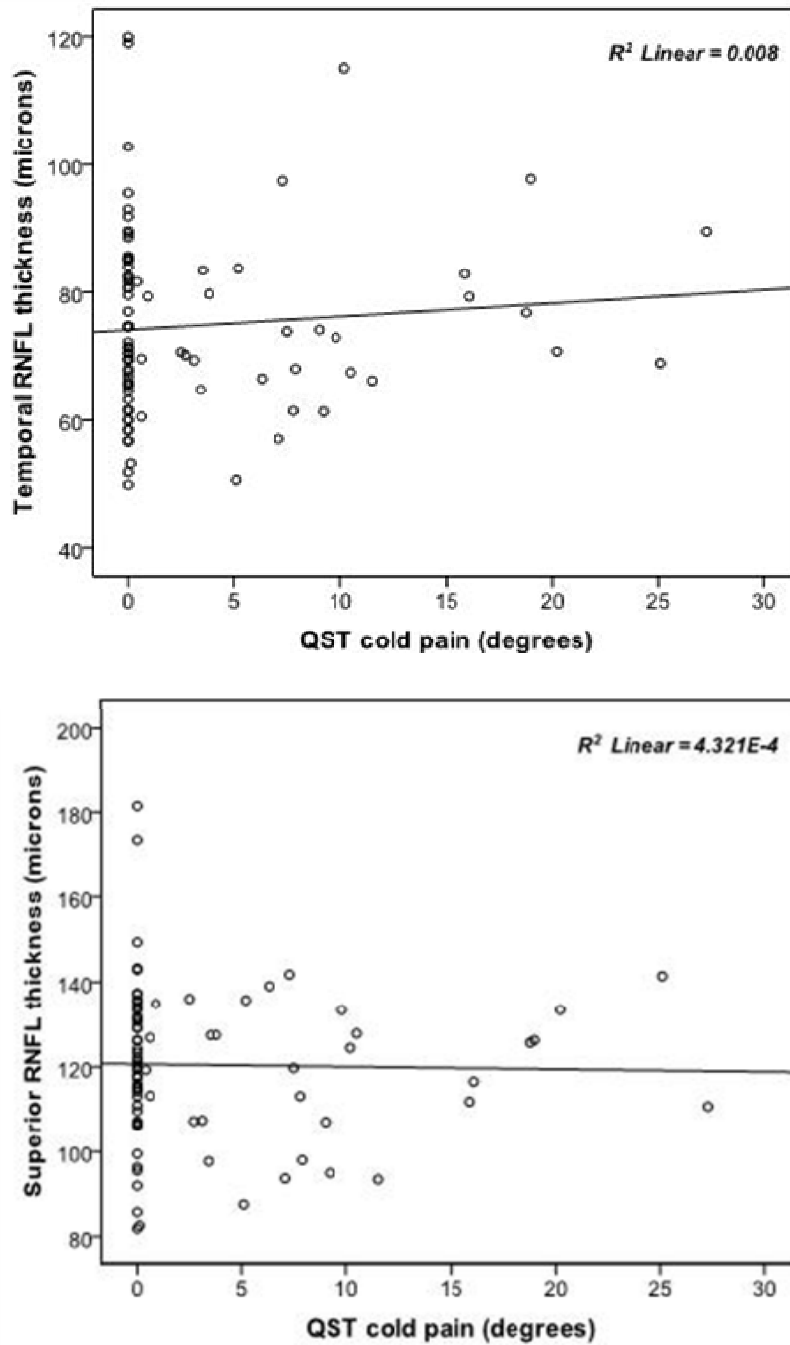 R² Linear = 0.008
Temporal RNFL thickness (microns)
120
100
80
60
40
0 5 10 15 20 25 30
QST cold pain (degrees)
R² Linear = 4.321E-4
Superior RNFL thickness (microns)
200
180
160
140
120
100
80
0 5 10 15 20 25 30
QST cold pain (degrees)